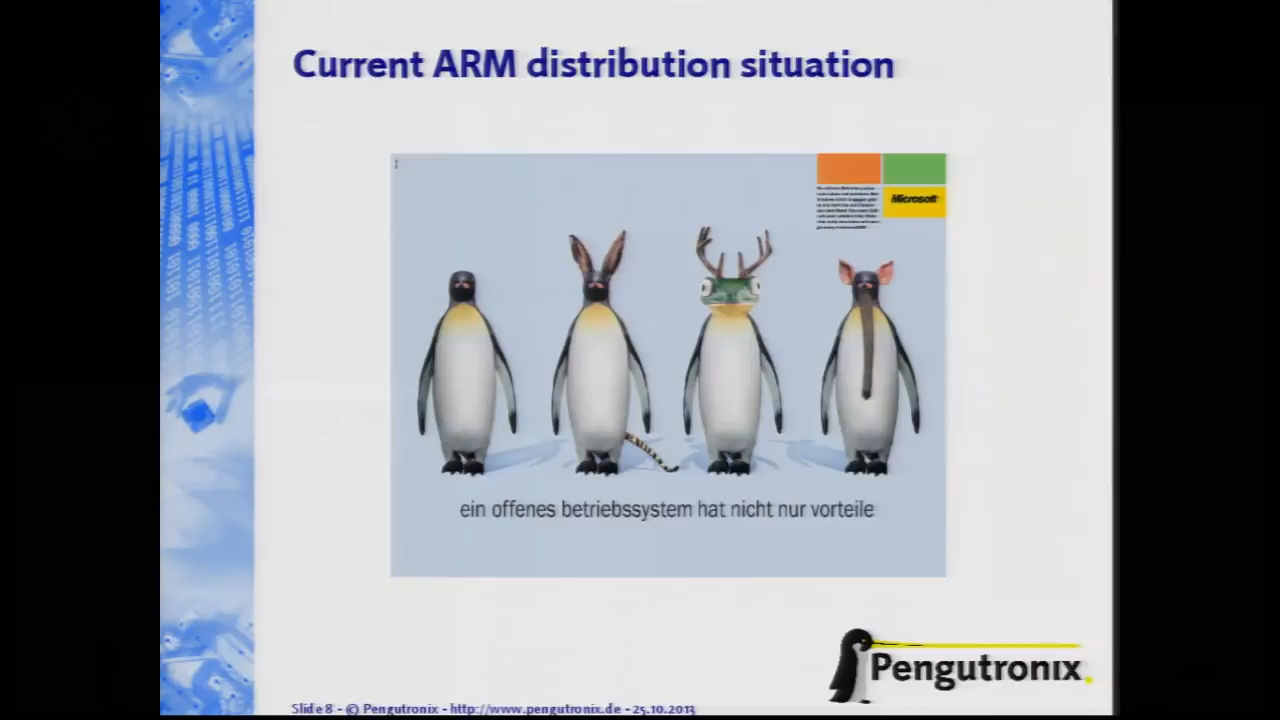 Current ARM distribution situation
Microsoft
ein offenes betriebssystem hat nicht nur vorteile
Pengutronix
Slide 8 - © Pengutronix - http://www.pengutronix.de - 25.10.2013